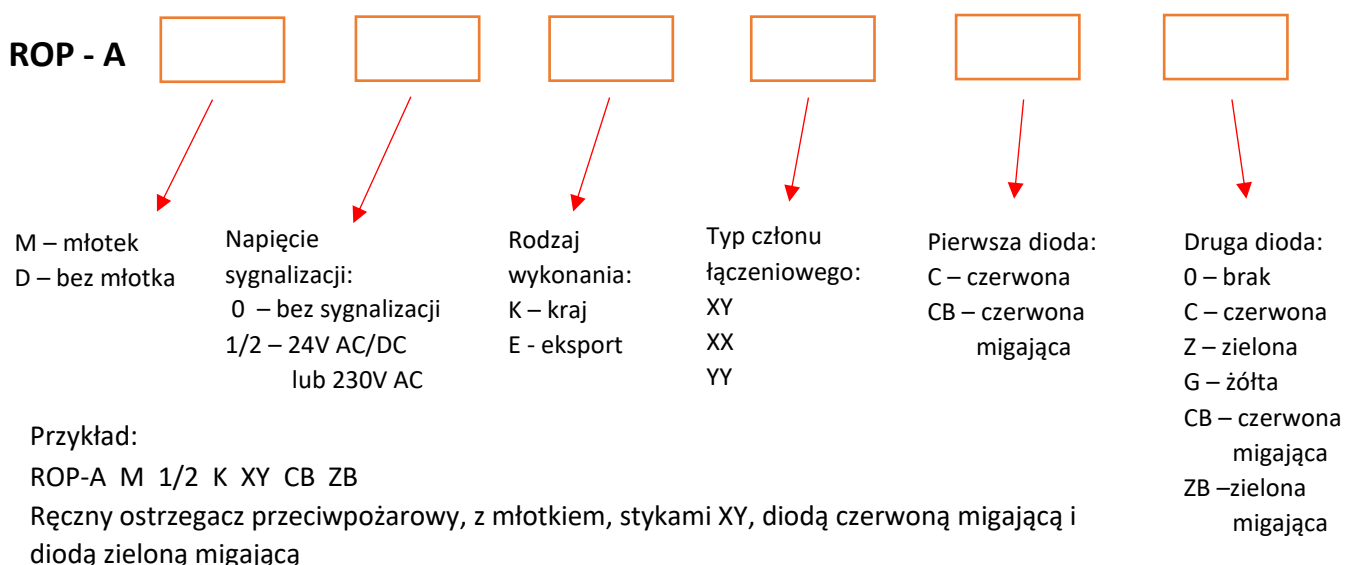 ROP - A
M – młotek
D – bez młotka
Napięcie
sygnalizacji:
0 – bez sygnalizacji
1/2 – 24V AC/DC
lub 230V AC
Rodzaj
wykonania:
K – kraj
E - eksport
Typ członu
łączeniowego:
XY
XX
YY
Pierwsza dioda:
C – czerwona
CB – czerwona
migająca
Druga dioda:
0 – brak
C – czerwona
Z – zielona
G – żółta
CB – czerwona
migająca
ZB –zielona
migająca
Przykład:
ROP-A M 1/2 K XY CB ZB
Ręczny ostrzegacz przeciwpożarowy, z młotkiem, stykami XY, diodą czerwoną migającą i
diodą zieloną migającą